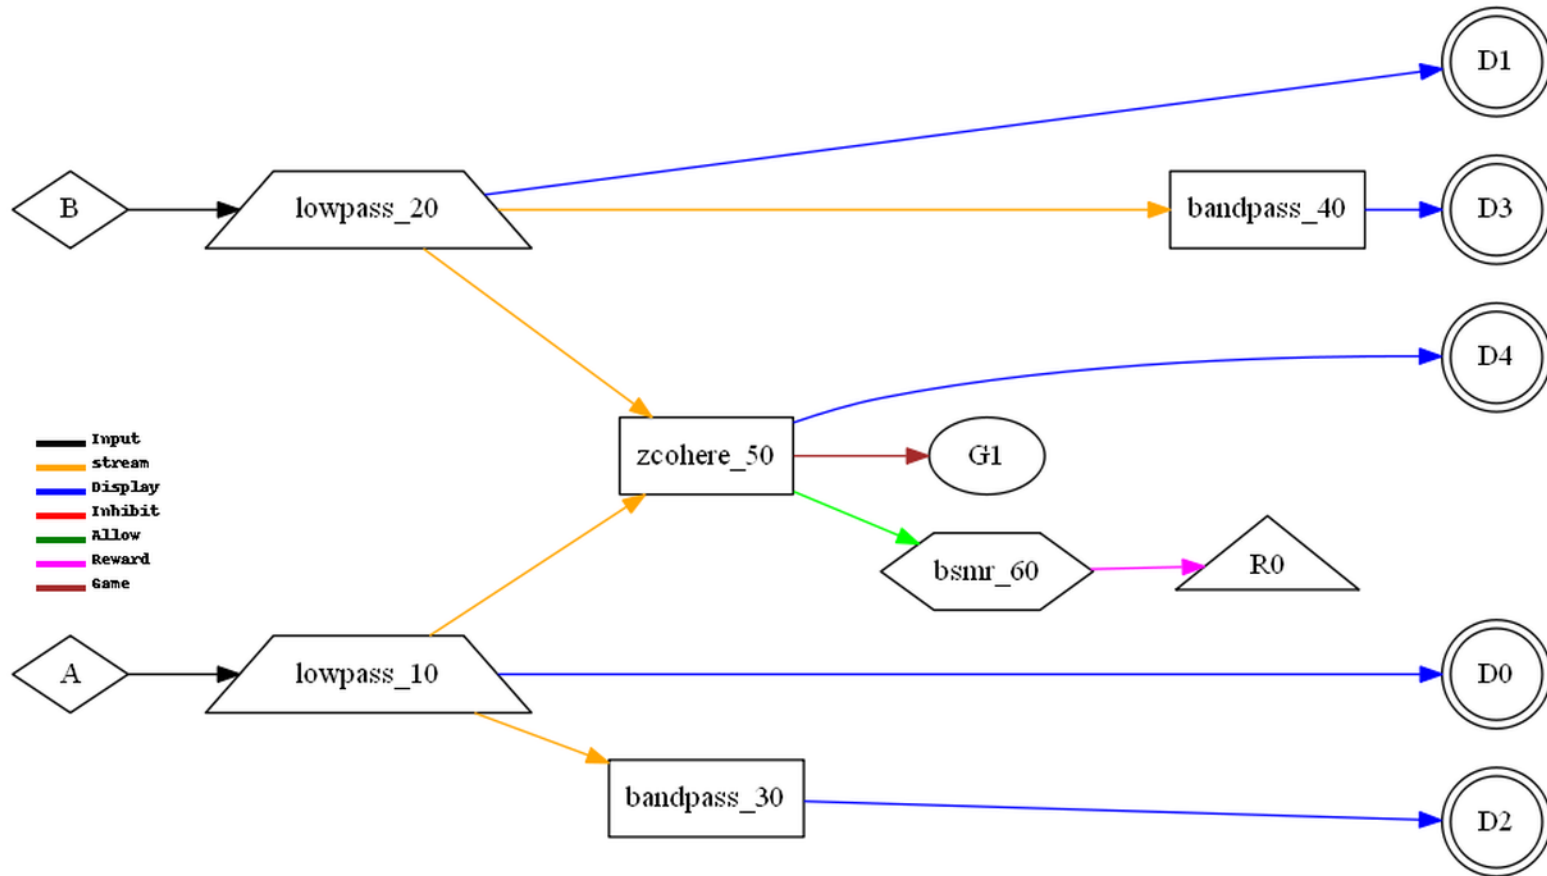 D1
B
lowpass_20
bandpass_40
D3
D4
zcohere_50
G1
Input
stream
Display
Inhibit
Allow
Reward
Game
bsmr_60
R0
A
lowpass_10
D0
bandpass_30
D2